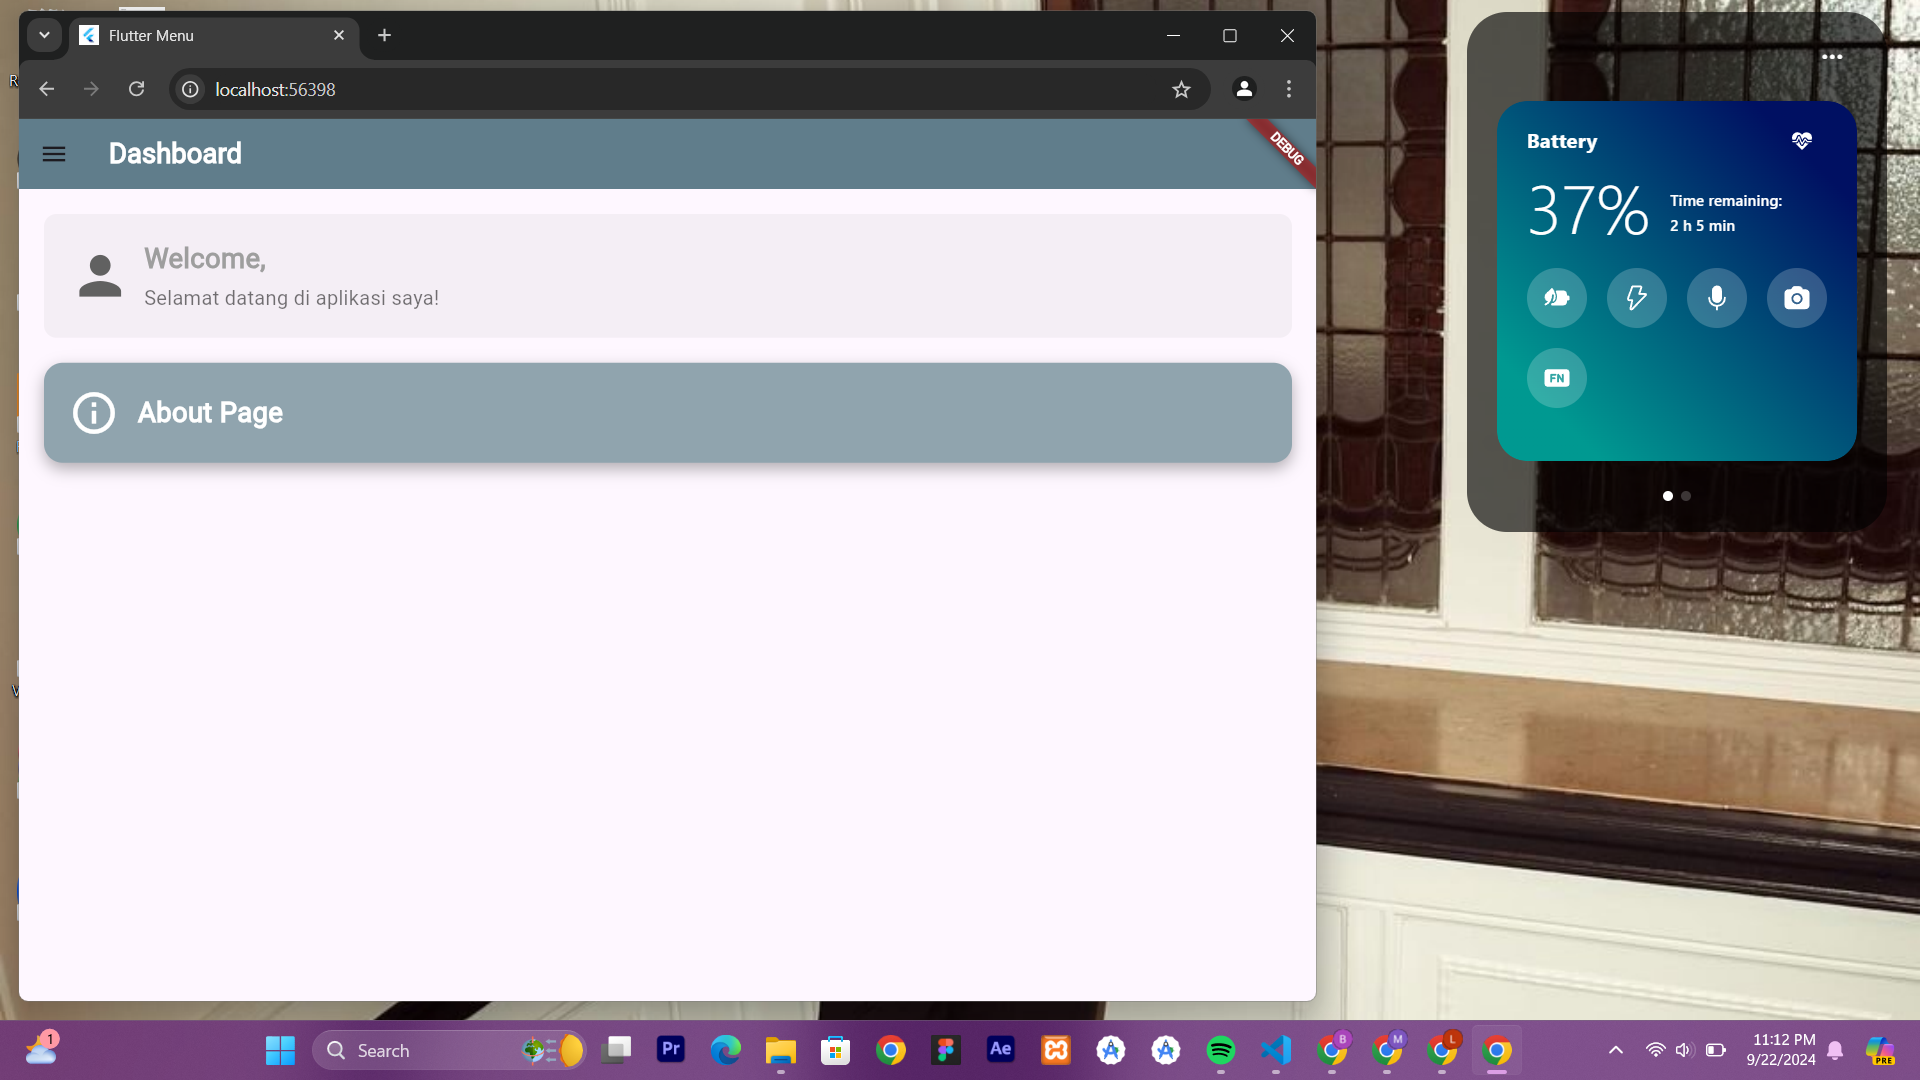 Flutter Menu
localhost:56398
Dashboard
DEBUG
Welcome,
Selamat datang di aplikasi saya!
About Page
Battery
37%
Time remaining:
2 h 5 min
FN
1
Search
Pr
Ae
B
M
L
11:12 PM
9/22/2024
PRE